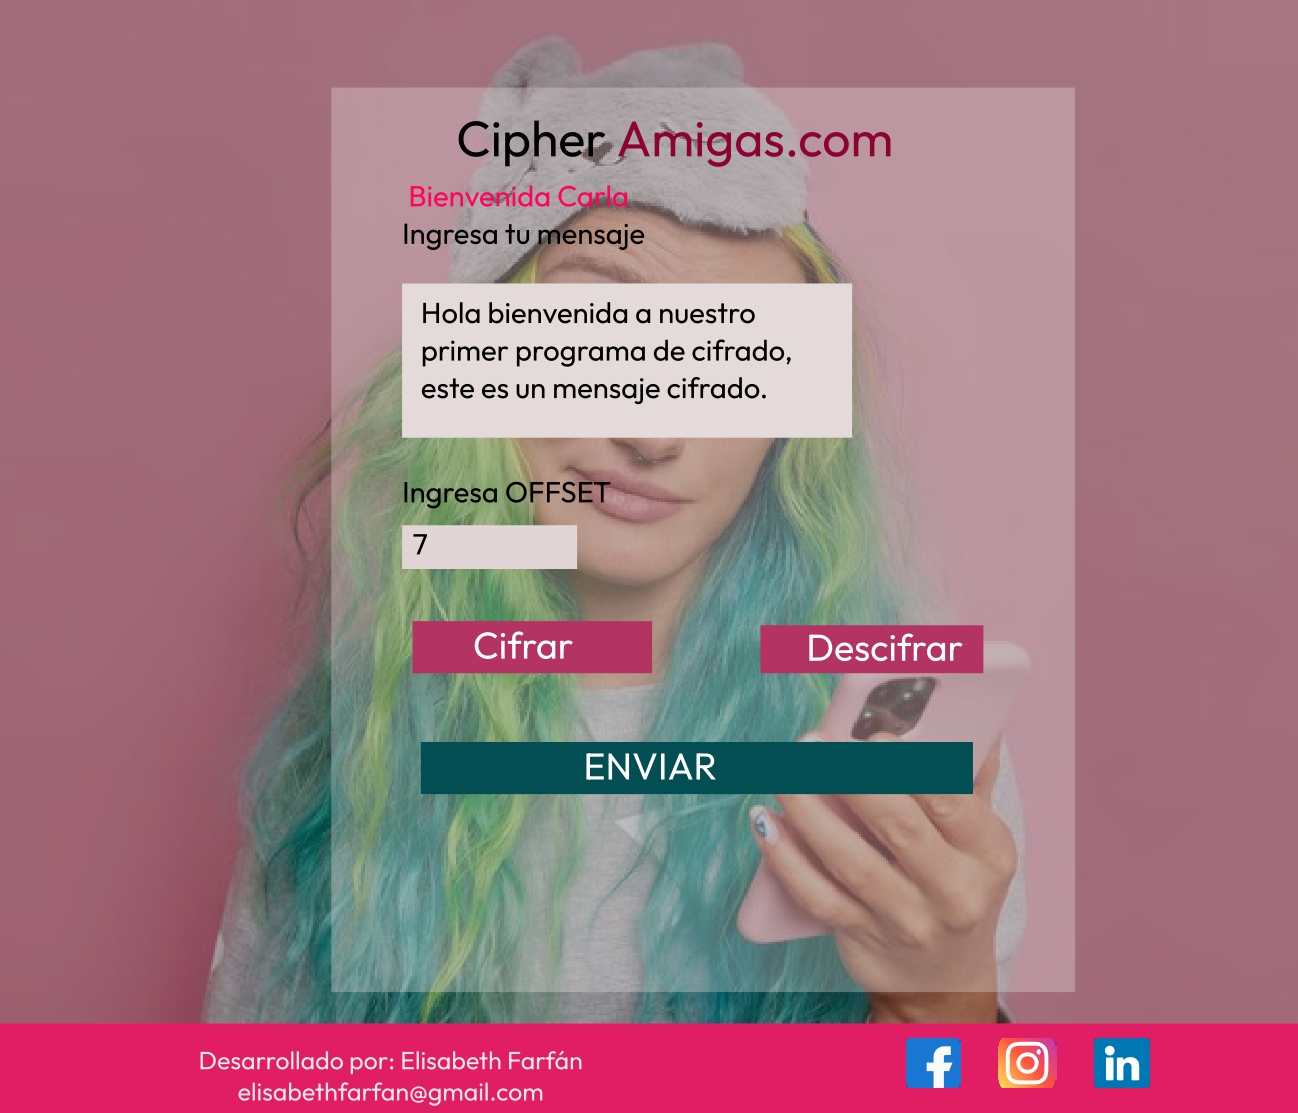 Cipher Amigas.com
Bienvenida Carla
Ingresa tu mensaje
Hola bienvenida a nuestro
primer programa de cifrado,
este es un mensaje cifrado.
Ingresa OFFSET
7
Cifrar
Descifrar
ENVIAR
Desarrollado por: Elisabeth Farfán
elisabethfarfan@gmail.com
f
in